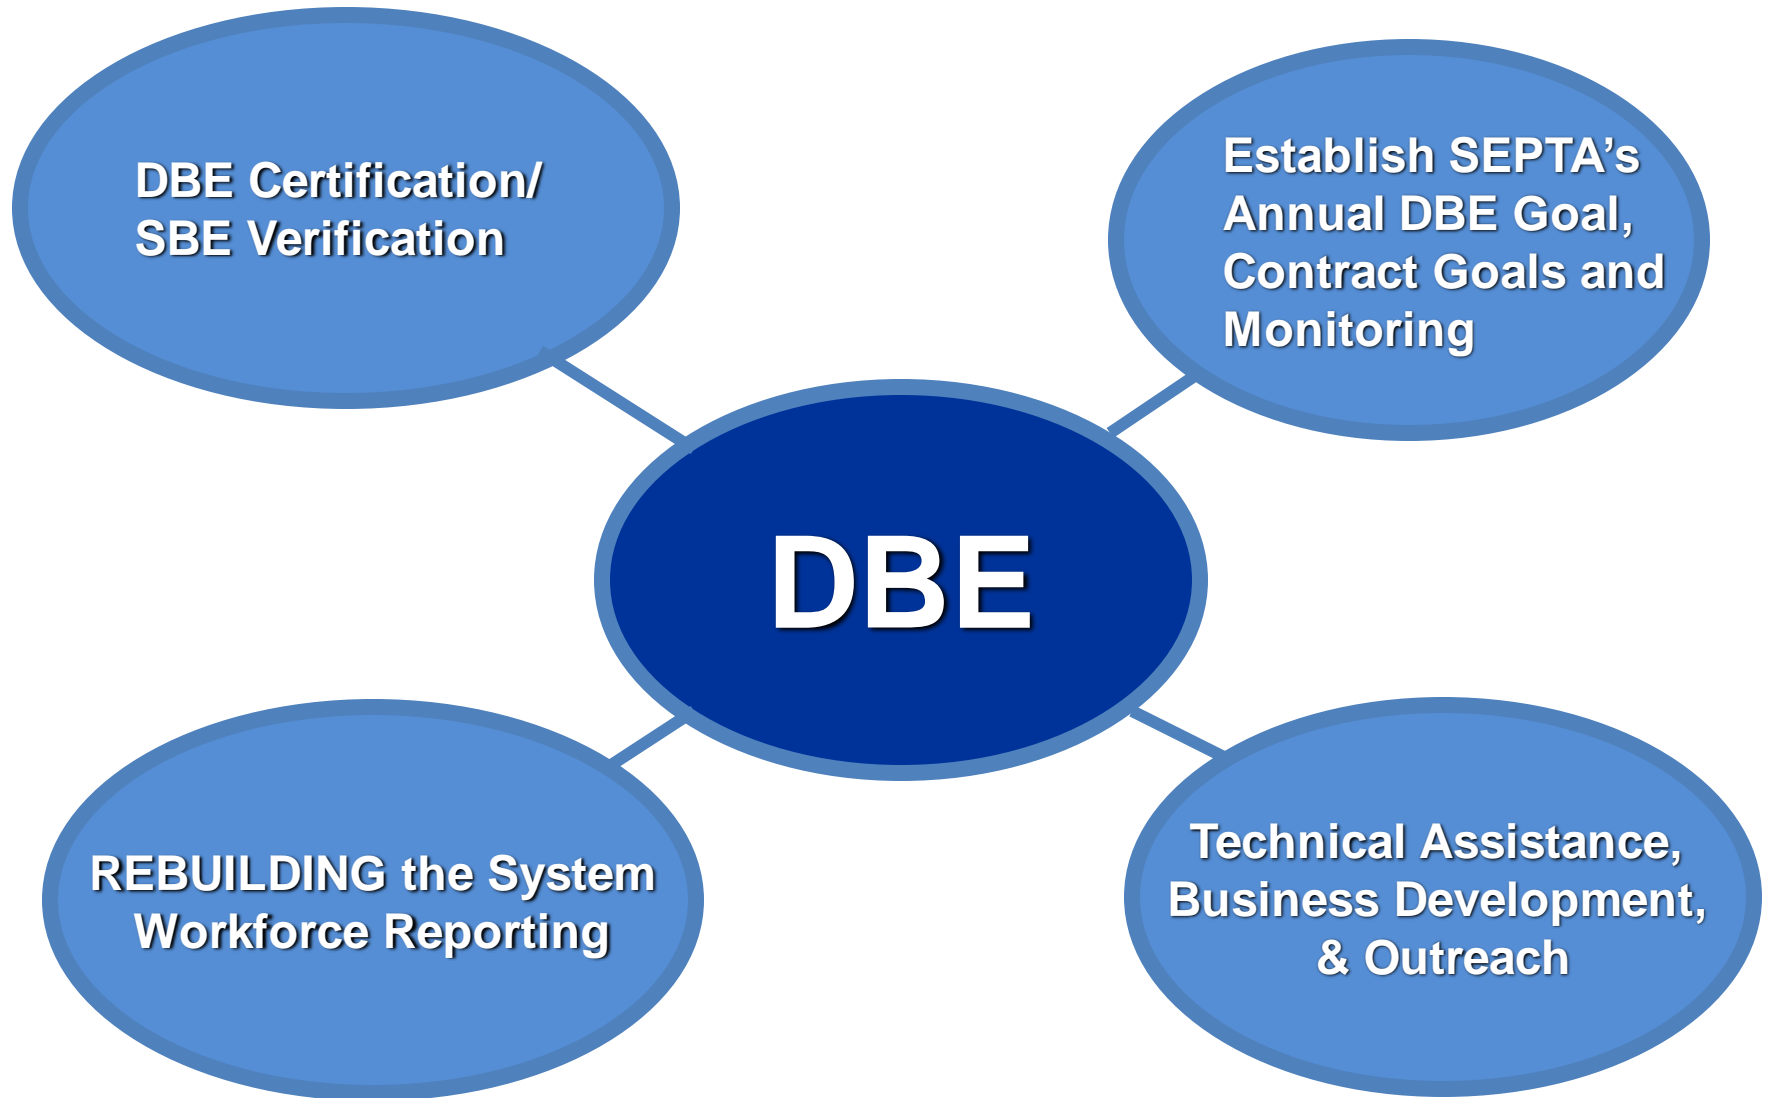 DBE Certification/
SBE Verification
Establish SEPTA’s
Annual DBE Goal,
Contract Goals and
Monitoring
DBE
REBUILDING the System
Workforce Reporting
Technical Assistance,
Business Development,
& Outreach